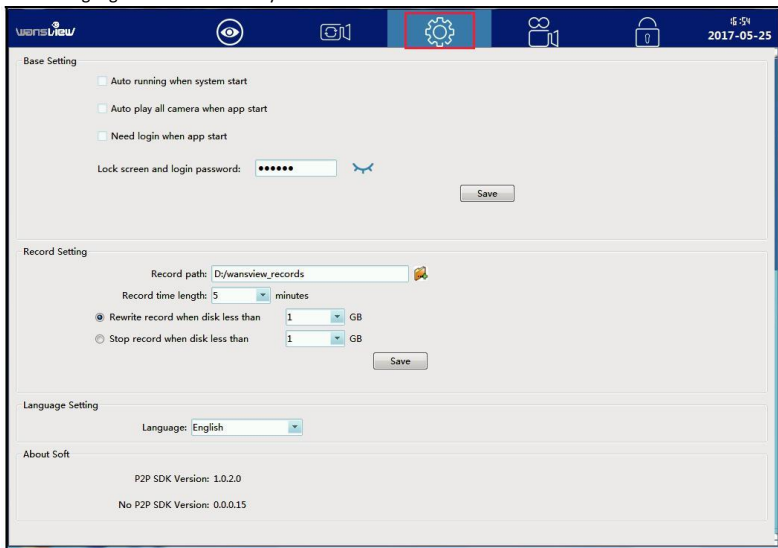 wansview
16:54
2017-05-25
Base Setting
Auto running when system start
Auto play all camera when app start
Need login when app start
Lock screen and login password: ●●●●●●
Save
Record Setting
Record path: D:/wansview_records
Record time length: 5 minutes
Rewrite record when disk less than 1 GB
Stop record when disk less than 1 GB
Save
Language Setting
Language: English
About Soft
P2P SDK Version: 1.0.2.0
No P2P SDK Version: 0.0.0.15